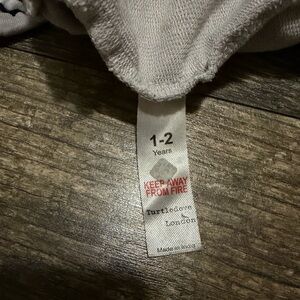 1-2
Years
KEEP AWAY
FROM FIRE
Turtledove
London
Made in India